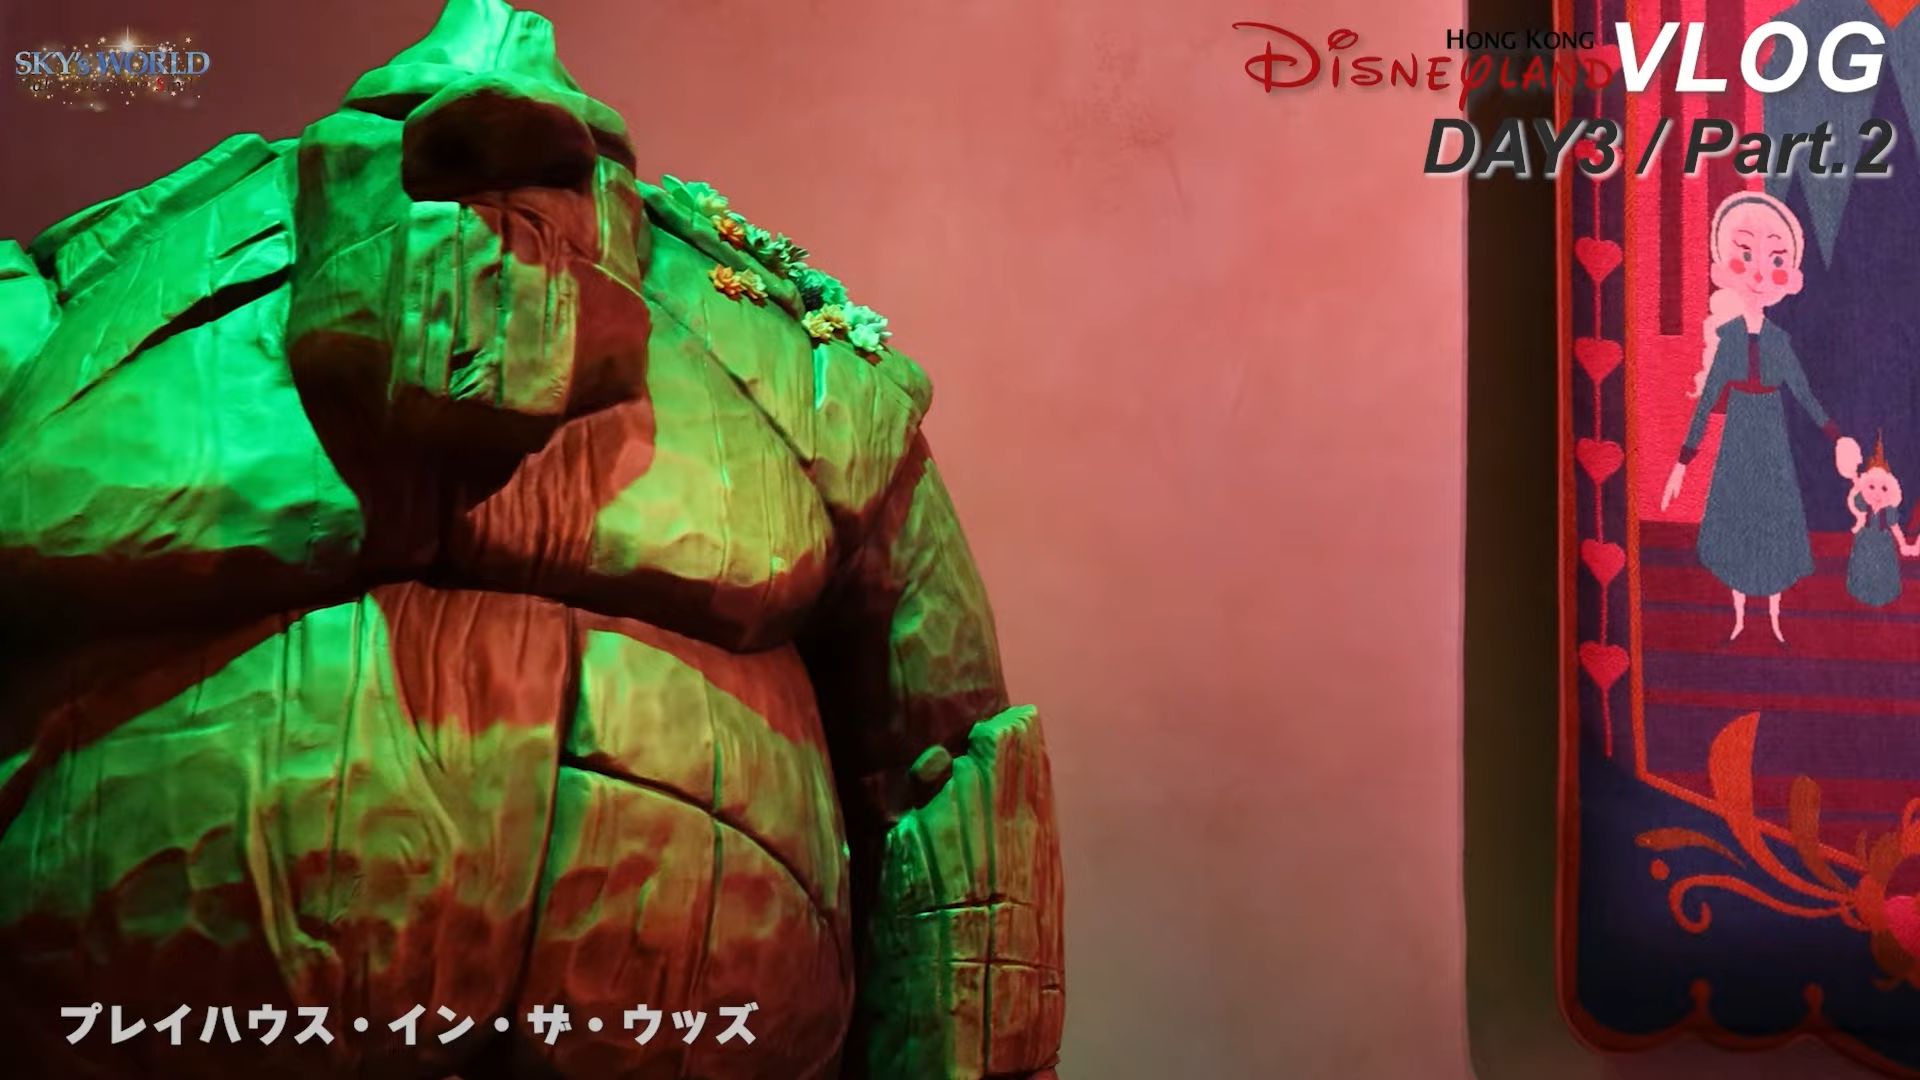 SKY's WORLD
HONG KONG
DISNEYLAND VLOG
DAY3 / Part.2
プレイハウス・イン・ザ・ウッズ